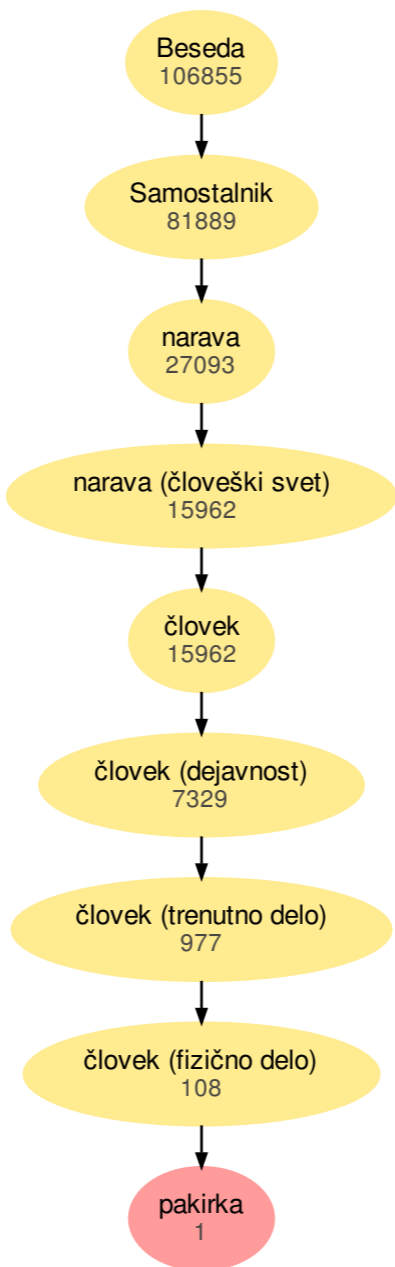 Beseda
106855
Samostalnik
81889
narava
27093
narava (človeški svet)
15962
človek
15962
človek (dejavnost)
7329
človek (trenutno delo)
977
človek (fizično delo)
108
pakirka
1